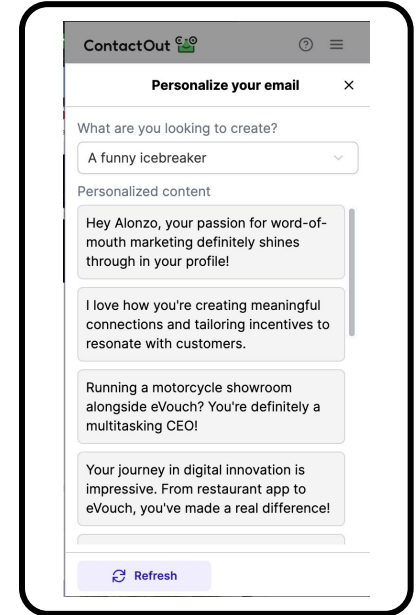 ContactOut
Personalize your email
What are you looking to create?
A funny icebreaker
Personalized content
Hey Alonzo, your passion for word-of-
mouth marketing definitely shines
through in your profile!
I love how you're creating meaningful
connections and tailoring incentives to
resonate with customers.
Running a motorcycle showroom
alongside eVouch? You're definitely a
multitasking CEO!
Your journey in digital innovation is
impressive. From restaurant app to
eVouch, you've made a real difference!
Refresh